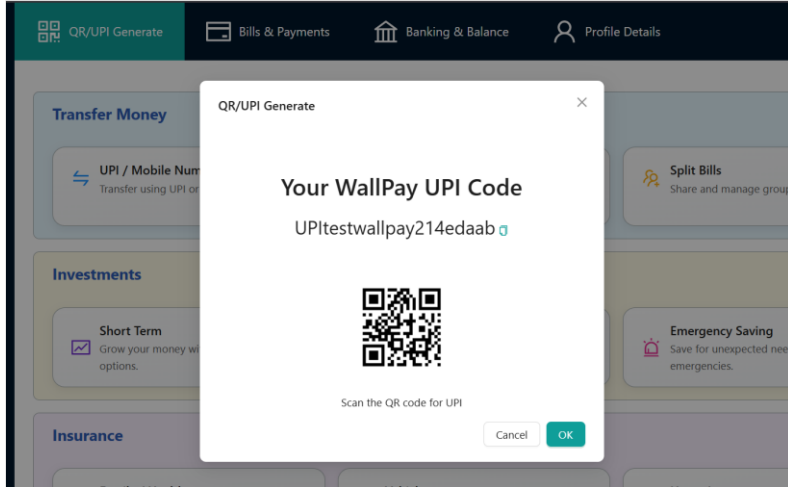 QR/UPI Generate
Bills & Payments
Banking & Balance
Profile Details
QR/UPI Generate
Your WallPay UPI Code
UPItestwallpay214edaab
Scan the QR code for UPI
Cancel
OK
Transfer Money
UPI / Mobile Num
Transfer using UPI or
Split Bills
Share and manage group
Investments
Short Term
Grow your money wi
options.
Emergency Saving
Save for unexpected nee
emergencies.
Insurance